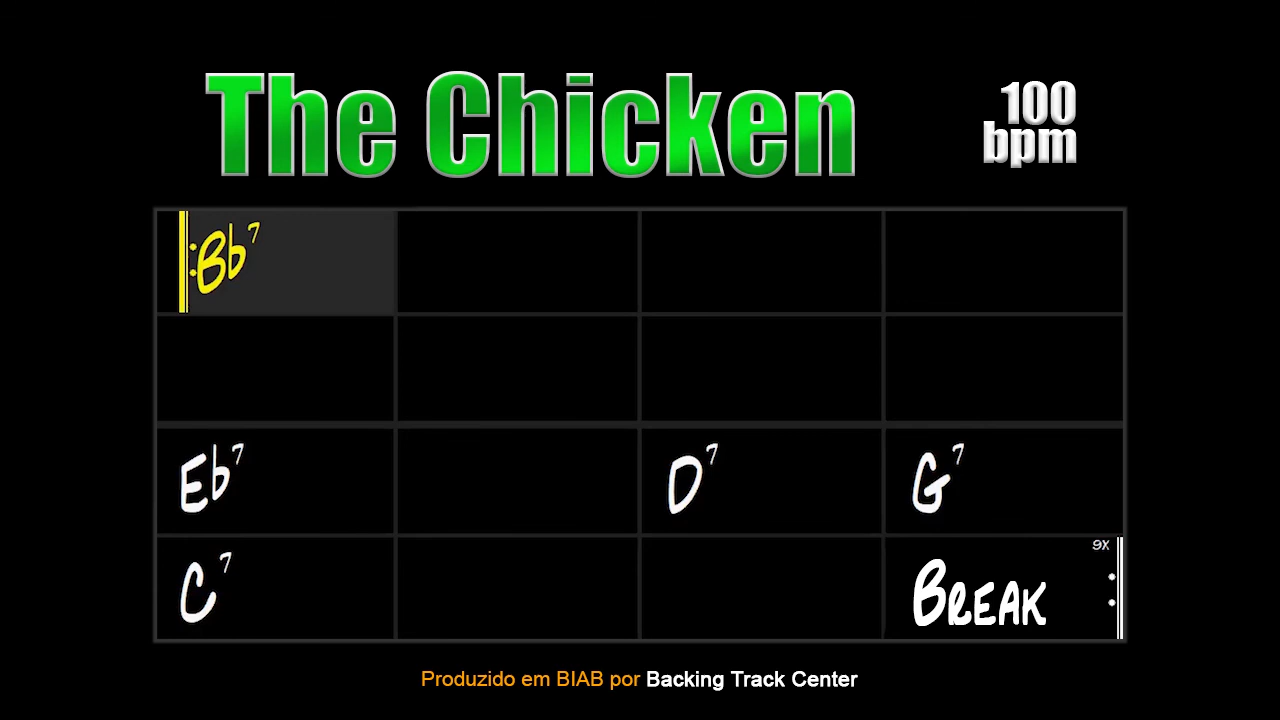 The Chicken
100
bpm
Bb7
Eb7 D7 G7
9x
C7 BREAK
Produzido em BIAB por Backing Track Center